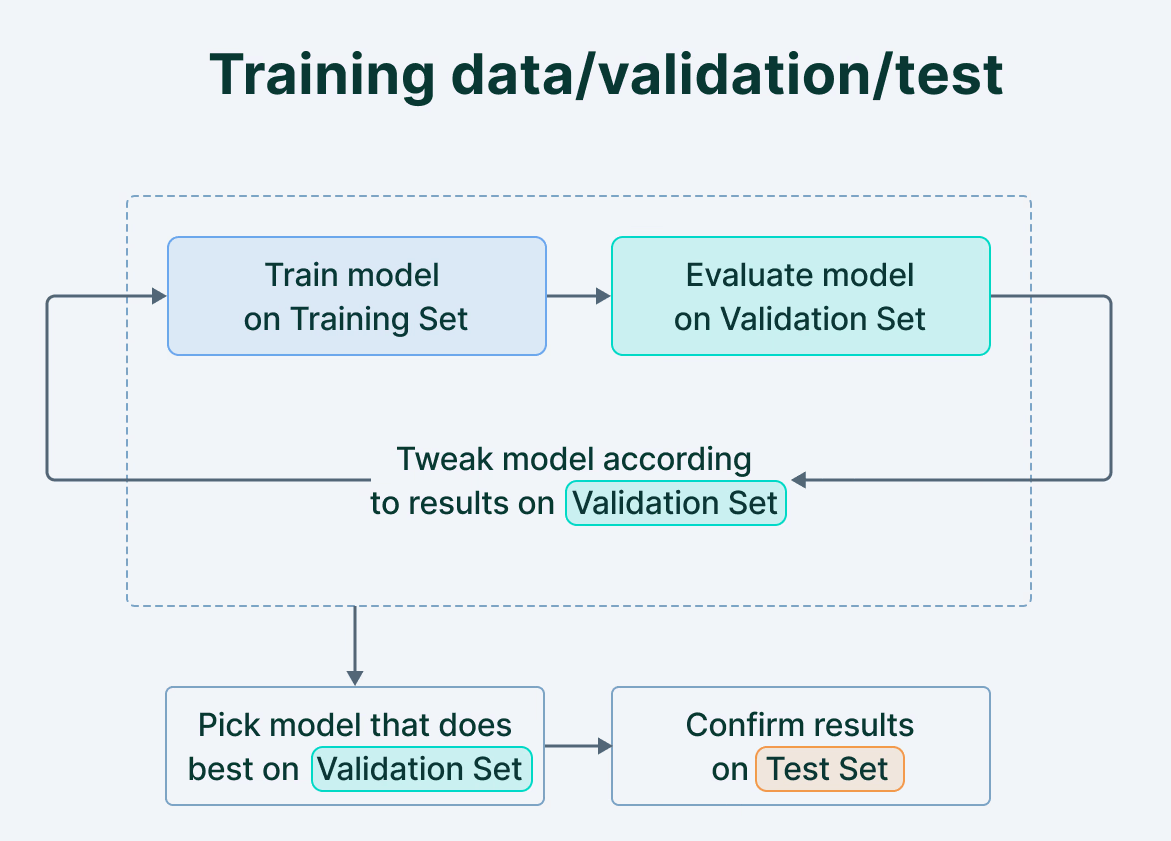 Training data/validation/test
Train model
on Training Set
Evaluate model
on Validation Set
Tweak model according
to results on Validation Set
Pick model that does
best on Validation Set
Confirm results
on Test Set